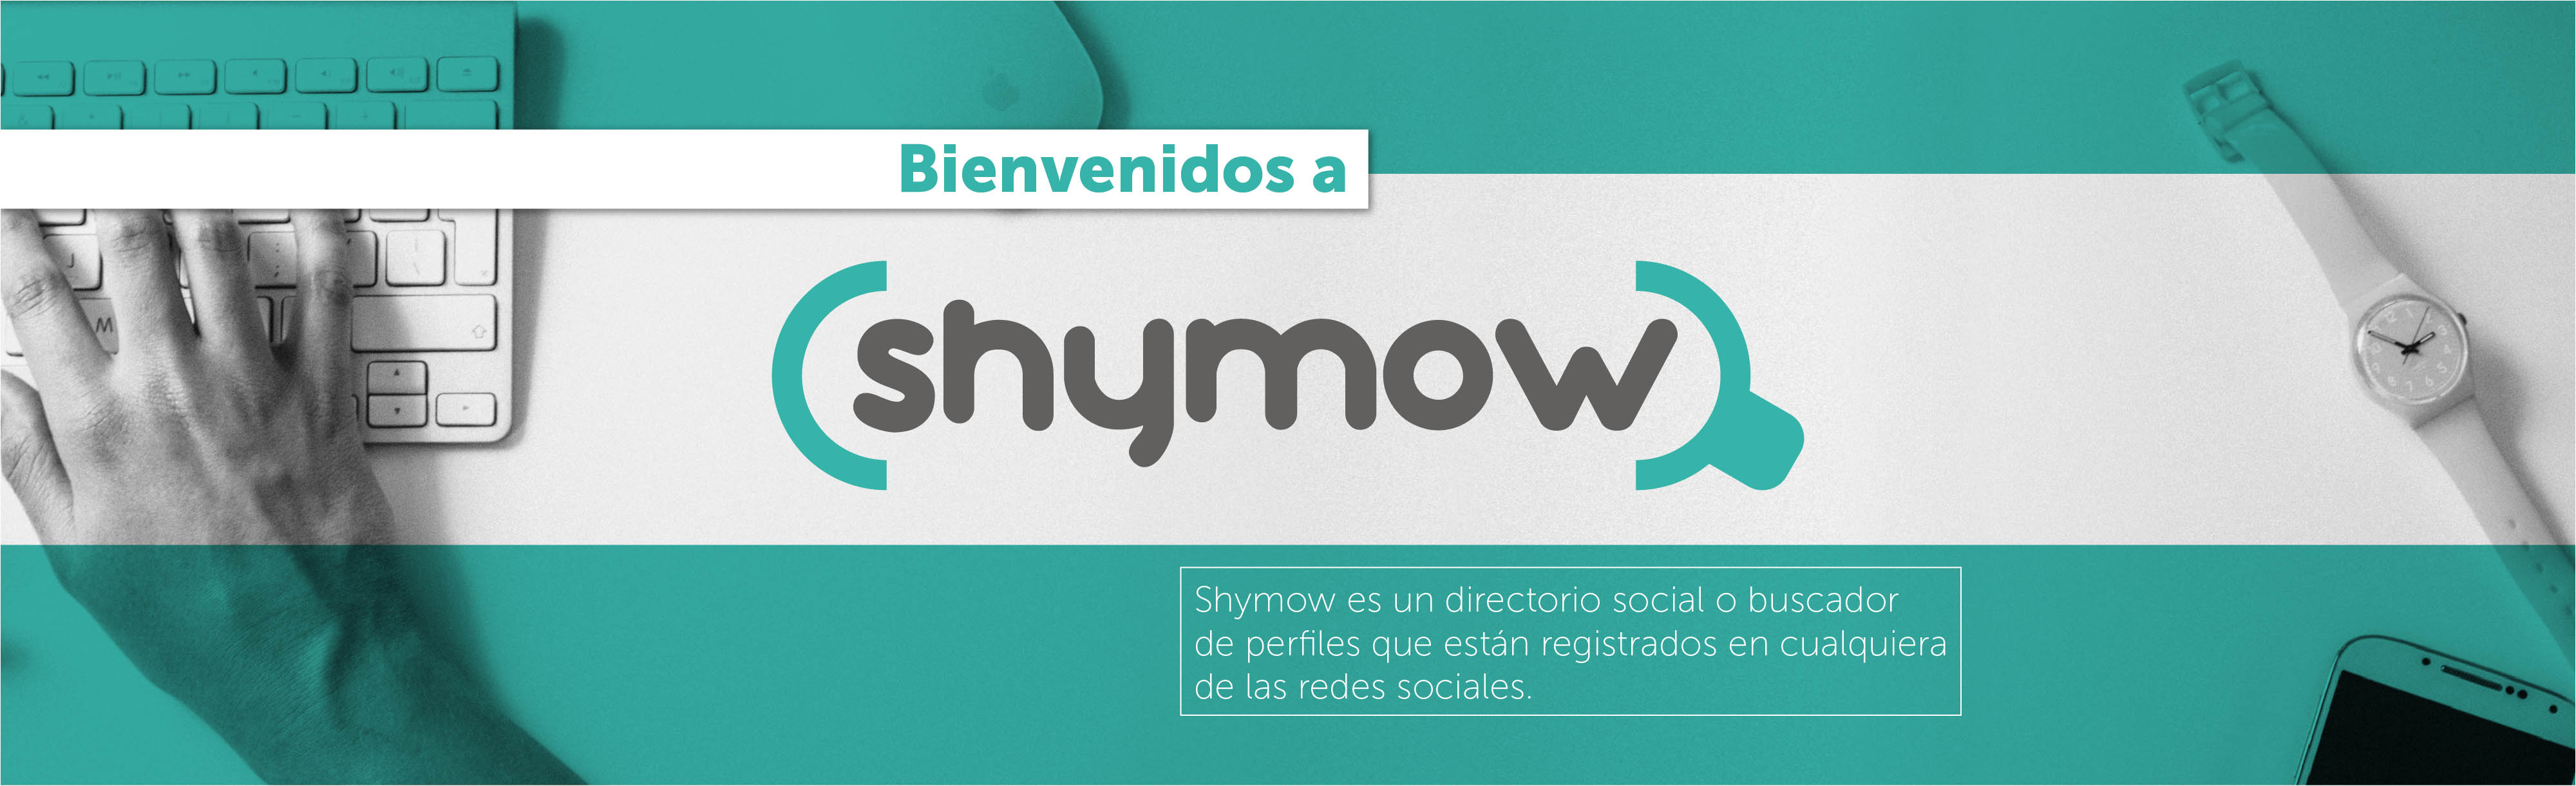 Bienvenidos a
shymow
Shymow es un directorio social o buscador
de perfiles que están registrados en cualquiera
de las redes sociales.